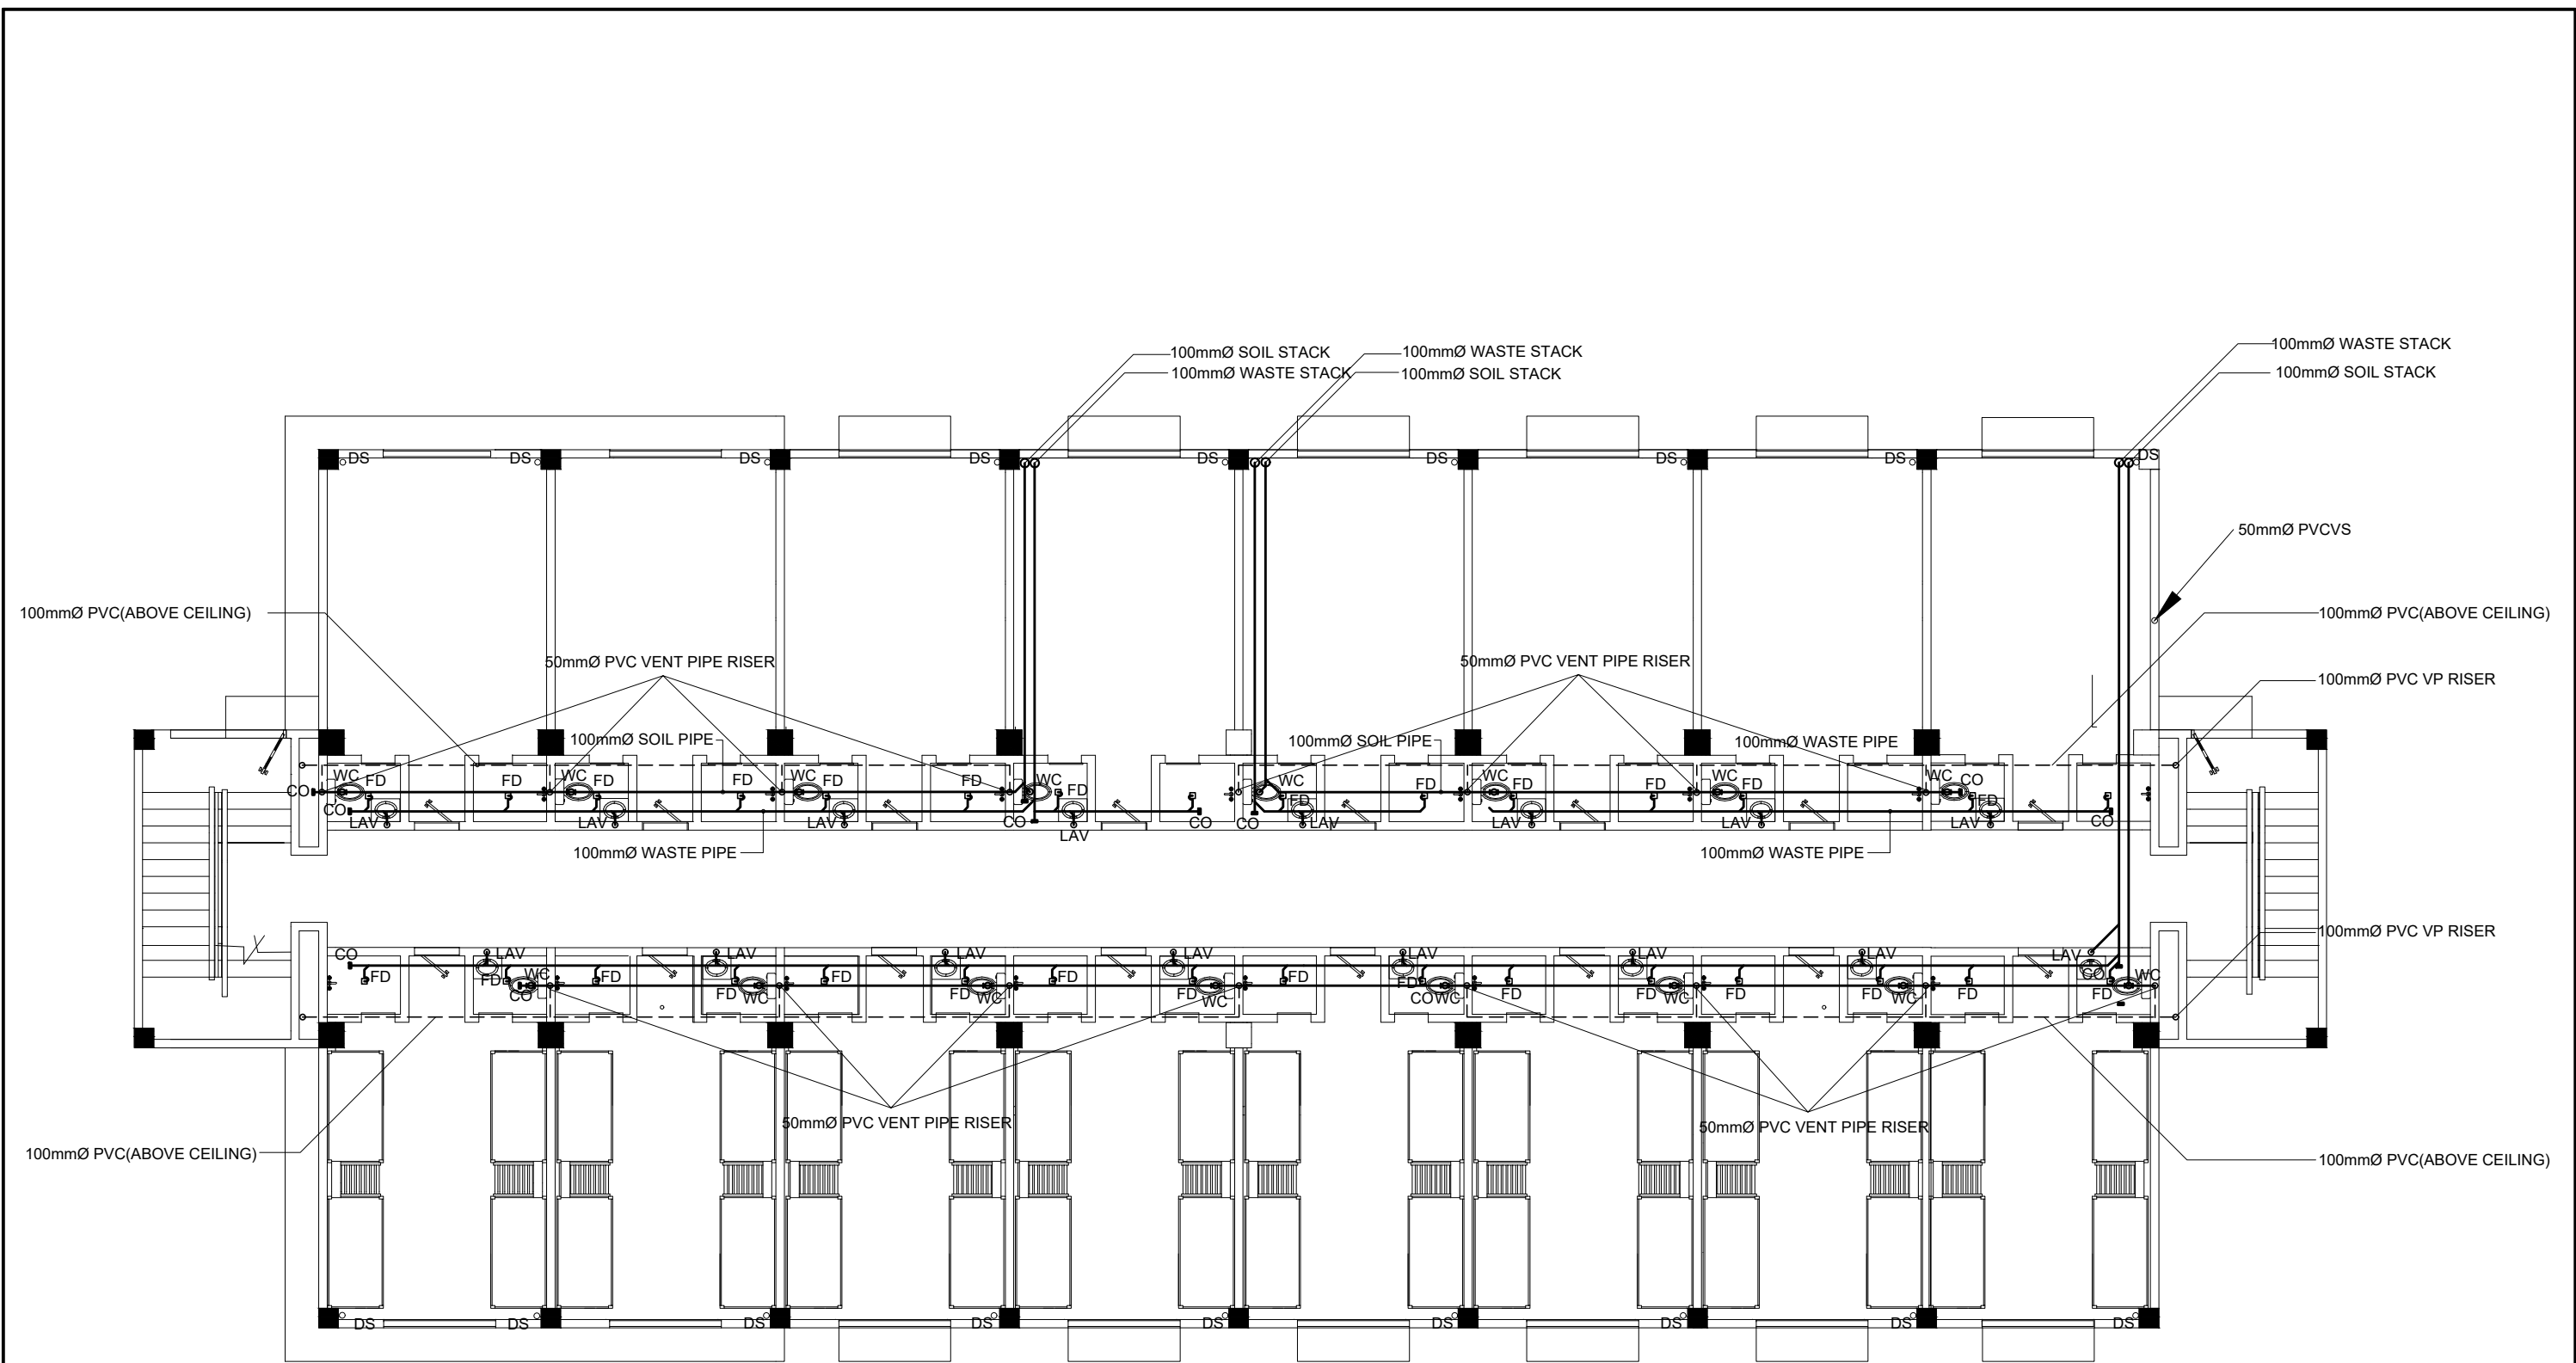 100mmØ WASTE STACK
100mmØ SOIL STACK
100mmØ WASTE STACK
100mmØ SOIL STACK
100mmØ WASTE STACK
100mmØ SOIL STACK
DS
DS
DS
DS
DS
DS
DS
DS
DS
50mmØ PVCVS
100mmØ PVC(ABOVE CEILING)
100mmØ PVC(ABOVE CEILING)
50mmØ PVC VENT PIPE RISER
50mmØ PVC VENT PIPE RISER
100mmØ PVC VP RISER
100mmØ SOIL PIPE
100mmØ SOIL PIPE
100mmØ WASTE PIPE
WC
FD
FD
WC
FD
FD
WC
FD
FD
WC
FD
WC
FD
FD
WC
FD
FD
WC
FD
WC
CO
FD
CO
CO
LAV
LAV
LAV
CO
LAV
CO
CO
LAV
LAV
LAV
LAV
CO
100mmØ WASTE PIPE
100mmØ WASTE PIPE
100mmØ PVC VP RISER
CO
LAV
LAV
LAV
LAV
LAV
LAV
LAV
LAV
FD
FD
WC
CO
FD
FD
WC
FD
FD
WC
FD
FD
WC
FD
FD
CO
WC
FD
FD
WC
FD
FD
WC
FD
CO
FD
WC
50mmØ PVC VENT PIPE RISER
50mmØ PVC VENT PIPE RISER
100mmØ PVC(ABOVE CEILING)
100mmØ PVC(ABOVE CEILING)
DS
DS
DS
DS
DS
DS
DS
DS
DS